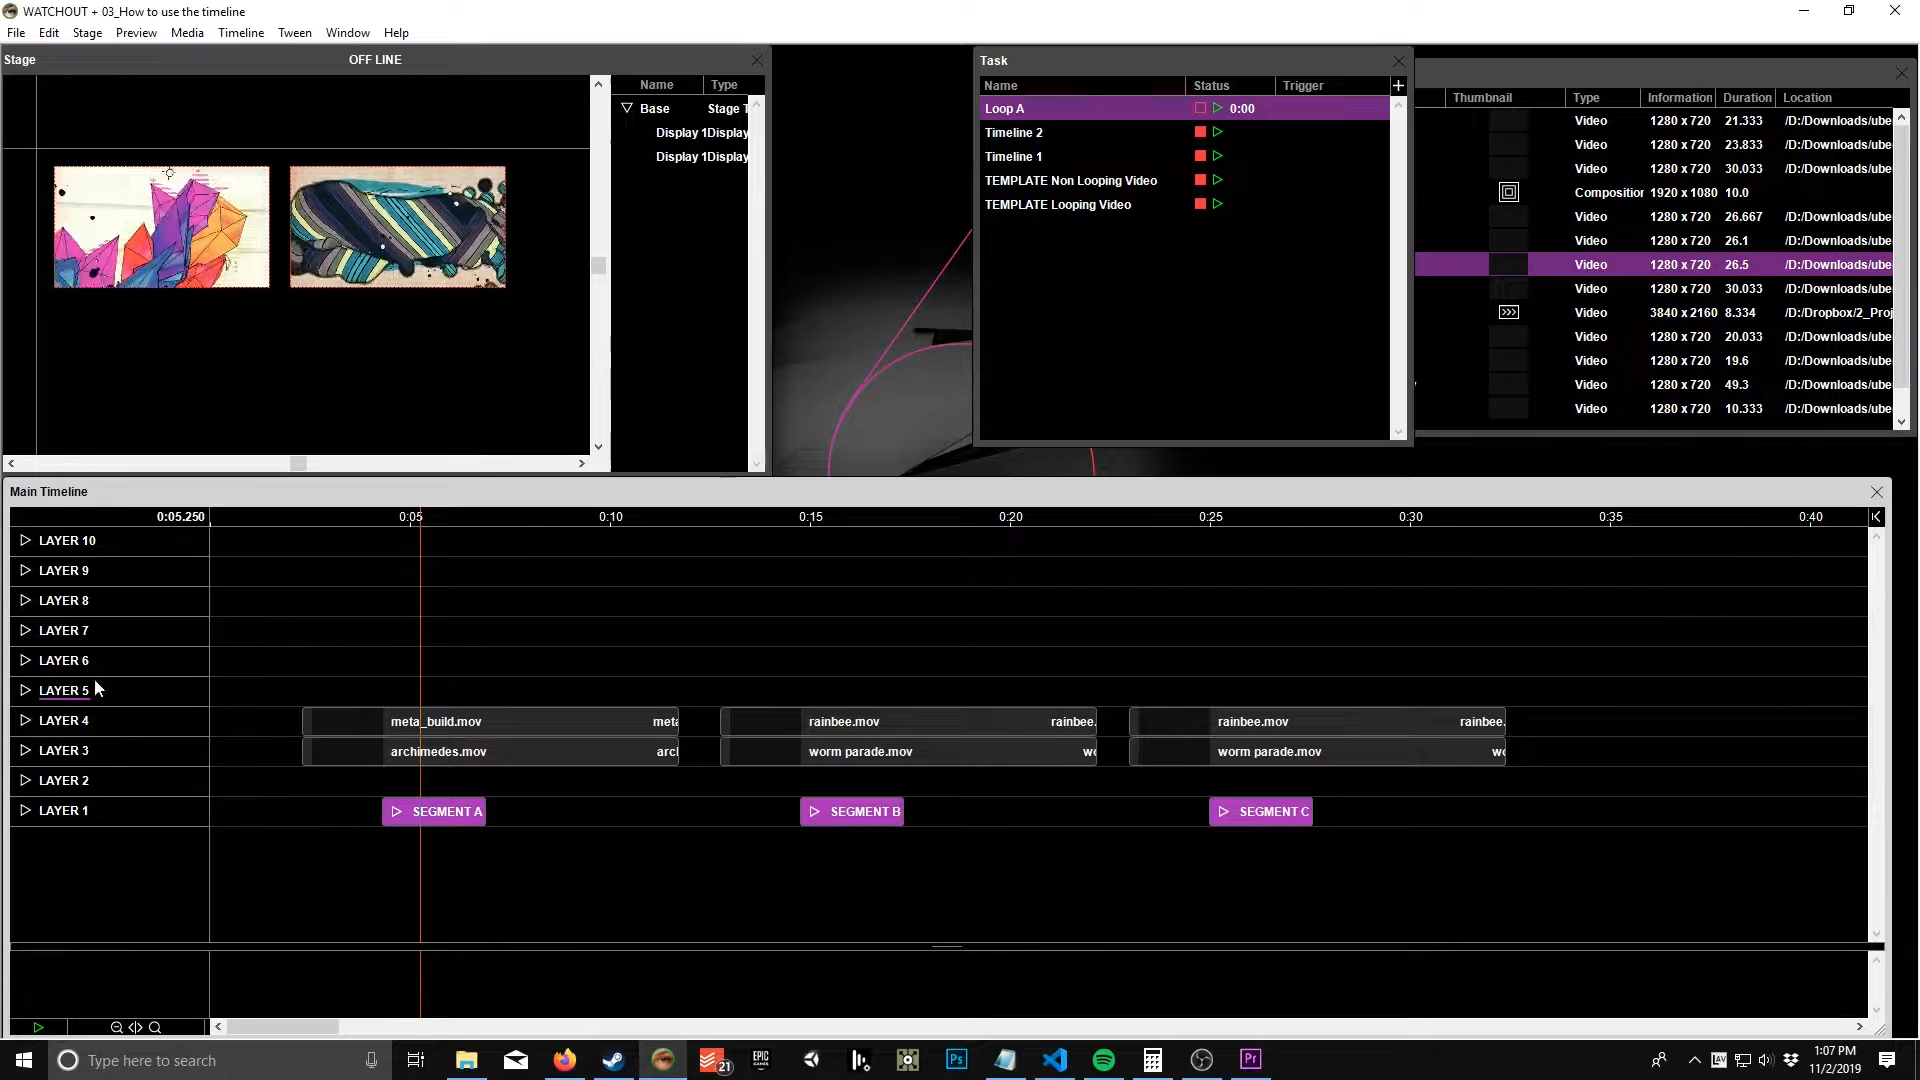 WATCHOUT + 03_How to use the timeline
File Edit Stage Preview Media Timeline Tween Window Help
Stage OFF LINE
Name Type
Base Stage T
Display 1Display
Display 1Display
Task
Name Status Trigger
Loop A 0:00
Timeline 2
Timeline 1
TEMPLATE Non Looping Video
TEMPLATE Looping Video
Thumbnail Type Information Duration Location
Video 1280 x 720 21.333 /D:/Downloads/ube
Video 1280 x 720 23.833 /D:/Downloads/ube
Video 1280 x 720 30.033 /D:/Downloads/ube
Composition 1920 x 1080 10.0
Video 1280 x 720 26.667 /D:/Downloads/ube
Video 1280 x 720 26.1 /D:/Downloads/ube
Video 1280 x 720 26.5 /D:/Downloads/ube
Video 1280 x 720 30.033 /D:/Downloads/ube
Video 3840 x 2160 8.334 /D:/Dropbox/2_Proj
Video 1280 x 720 20.033 /D:/Downloads/ube
Video 1280 x 720 19.6 /D:/Downloads/ube
Video 1280 x 720 49.3 /D:/Downloads/ube
Video 1280 x 720 10.333 /D:/Downloads/ube
Main Timeline
0:05.250 0:05 0:10 0:15 0:20 0:25 0:30 0:35 0:40
LAYER 10
LAYER 9
LAYER 8
LAYER 7
LAYER 6
LAYER 5
LAYER 4 meta_build.mov meta rainbee.mov rainbee. rainbee.mov rainbee.
LAYER 3 archimedes.mov arcl worm parade.mov wo worm parade.mov wo
LAYER 2
LAYER 1 SEGMENT A SEGMENT B SEGMENT C
Type here to search
21
EPIC GAMES
Ps
Pr
1:07 PM
11/2/2019